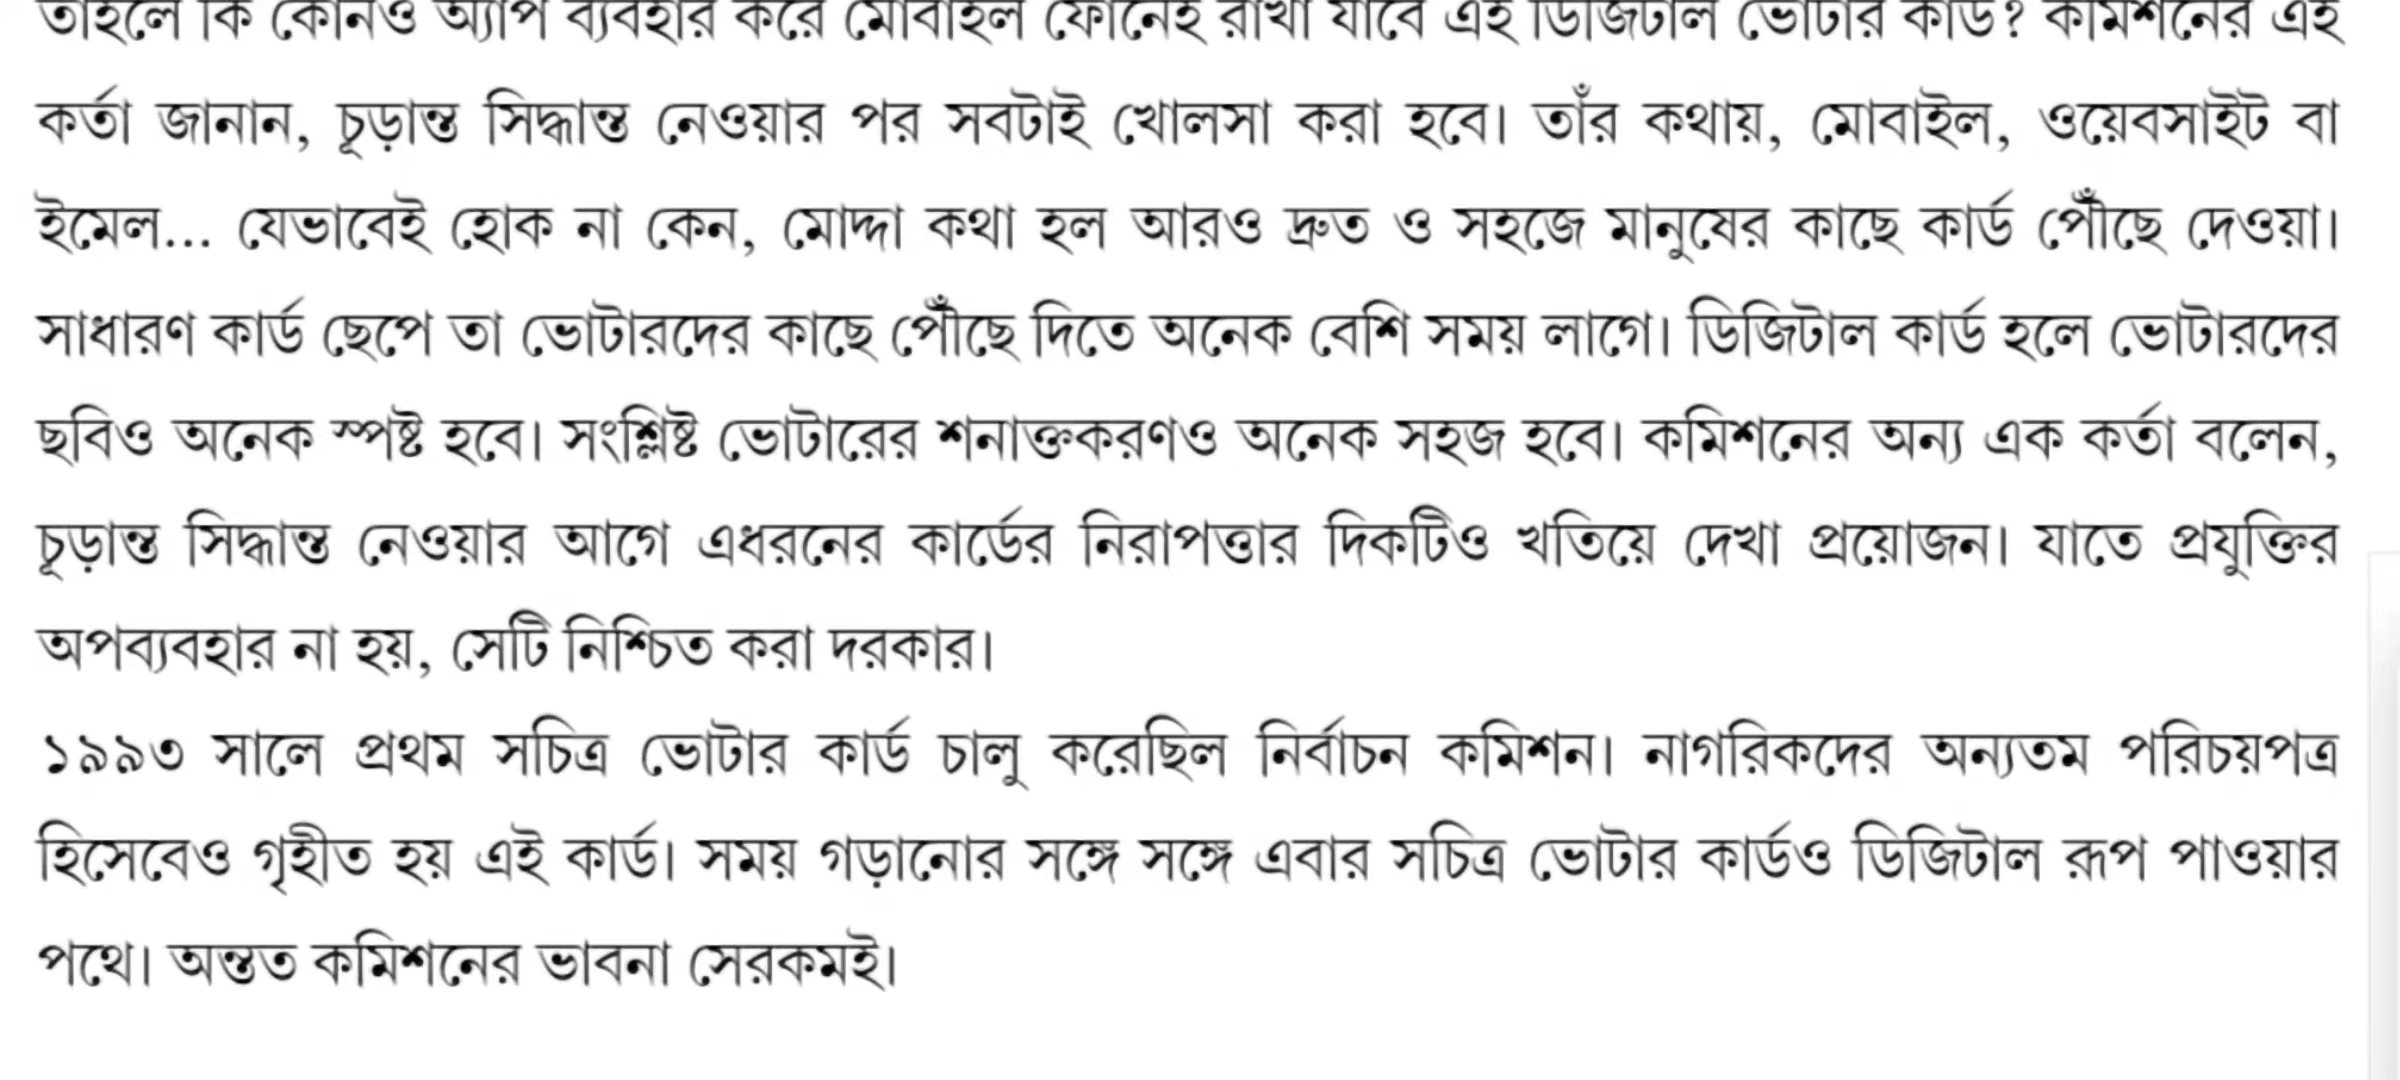 তাহলে কি কোনও অ্যাপ ব্যবহার করে মোবাইল ফোনেই রাখা যাবে এই ডিজিটাল ভোটার কার্ড? কমিশনের এই
কর্তা জানান, চূড়ান্ত সিদ্ধান্ত নেওয়ার পর সবটাই খোলসা করা হবে। তাঁর কথায়, মোবাইল, ওয়েবসাইট বা
ইমেল... যেভাবেই হোক না কেন, মোদ্দা কথা হল আরও দ্রুত ও সহজে মানুষের কাছে কার্ড পৌঁছে দেওয়া।
সাধারণ কার্ড ছেপে তা ভোটারদের কাছে পৌঁছে দিতে অনেক বেশি সময় লাগে। ডিজিটাল কার্ড হলে ভোটারদের
ছবিও অনেক স্পষ্ট হবে। সংশ্লিষ্ট ভোটারের শনাক্তকরণও অনেক সহজ হবে। কমিশনের অন্য এক কর্তা বলেন,
চূড়ান্ত সিদ্ধান্ত নেওয়ার আগে এধরনের কার্ডের নিরাপত্তার দিকটিও খতিয়ে দেখা প্রয়োজন। যাতে প্রযুক্তির
অপব্যবহার না হয়, সেটি নিশ্চিত করা দরকার।
১৯৯৩ সালে প্রথম সচিত্র ভোটার কার্ড চালু করেছিল নির্বাচন কমিশন। নাগরিকদের অন্যতম পরিচয়পত্র
হিসেবেও গৃহীত হয় এই কার্ড। সময় গড়ানোর সঙ্গে সঙ্গে এবার সচিত্র ভোটার কার্ডও ডিজিটাল রূপ পাওয়ার
পথে। অন্তত কমিশনের ভাবনা সেরকমই।